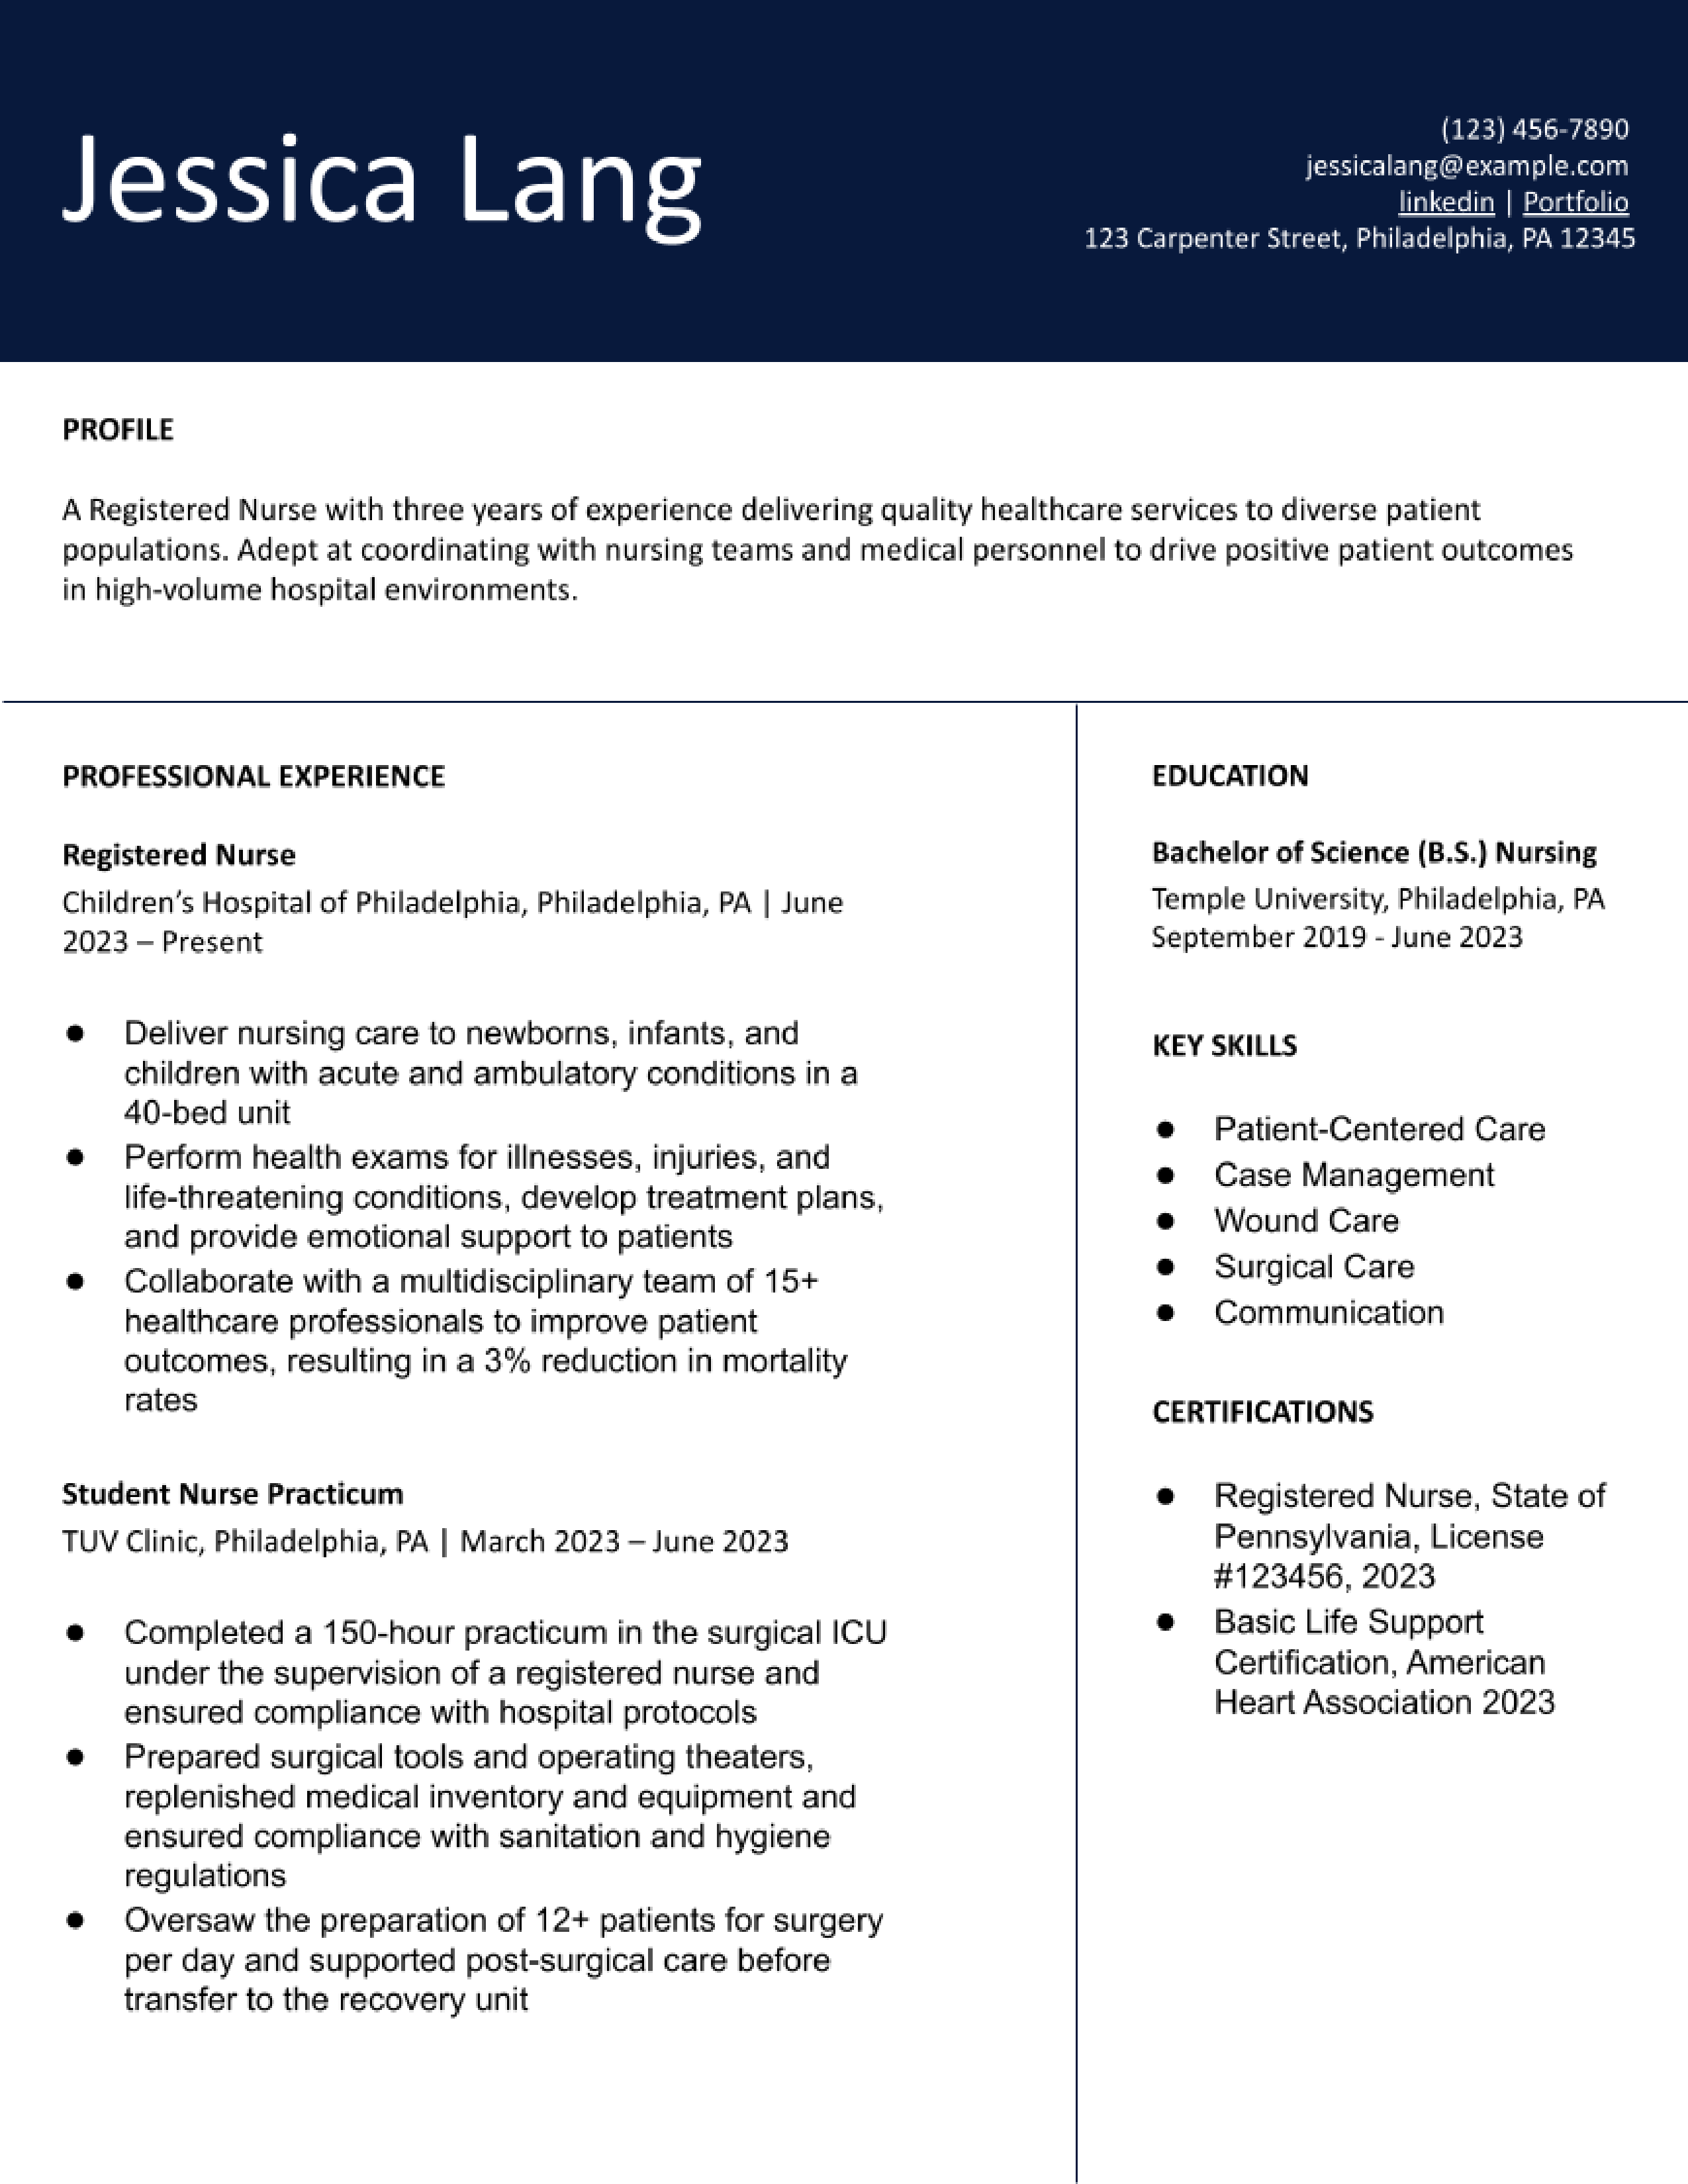 Jessica Lang
(123) 456-7890
jessicalang@example.com
linkedin | Portfolio
123 Carpenter Street, Philadelphia, PA 12345
PROFILE
A Registered Nurse with three years of experience delivering quality healthcare services to diverse patient
populations. Adept at coordinating with nursing teams and medical personnel to drive positive patient outcomes
in high-volume hospital environments.
PROFESSIONAL EXPERIENCE
Registered Nurse
Children’s Hospital of Philadelphia, Philadelphia, PA | June
2023 – Present
● Deliver nursing care to newborns, infants, and
children with acute and ambulatory conditions in a
40-bed unit
● Perform health exams for illnesses, injuries, and
life-threatening conditions, develop treatment plans,
and provide emotional support to patients
● Collaborate with a multidisciplinary team of 15+
healthcare professionals to improve patient
outcomes, resulting in a 3% reduction in mortality
rates
Student Nurse Practicum
TUV Clinic, Philadelphia, PA | March 2023 – June 2023
● Completed a 150-hour practicum in the surgical ICU
under the supervision of a registered nurse and
ensured compliance with hospital protocols
● Prepared surgical tools and operating theaters,
replenished medical inventory and equipment and
ensured compliance with sanitation and hygiene
regulations
● Oversaw the preparation of 12+ patients for surgery
per day and supported post-surgical care before
transfer to the recovery unit
EDUCATION
Bachelor of Science (B.S.) Nursing
Temple University, Philadelphia, PA
September 2019 - June 2023
KEY SKILLS
● Patient-Centered Care
● Case Management
● Wound Care
● Surgical Care
● Communication
CERTIFICATIONS
● Registered Nurse, State of
Pennsylvania, License
#123456, 2023
● Basic Life Support
Certification, American
Heart Association 2023